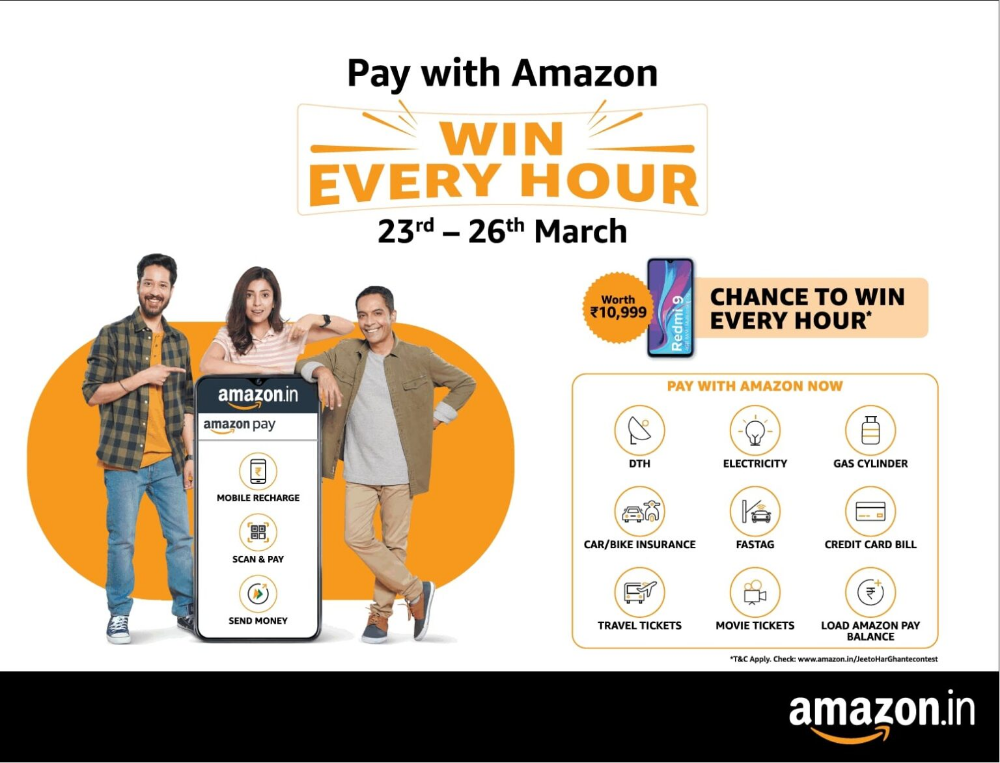 Pay with Amazon
WIN
EVERY HOUR
23rd – 26th March
Worth
₹10,999
Redmi 9
CHANCE TO WIN
EVERY HOUR*
amazon.in
amazon pay
MOBILE RECHARGE
SCAN & PAY
SEND MONEY
PAY WITH AMAZON NOW
DTH
ELECTRICITY
GAS CYLINDER
CAR/BIKE INSURANCE
FASTAG
CREDIT CARD BILL
TRAVEL TICKETS
MOVIE TICKETS
LOAD AMAZON PAY
BALANCE
*T&C Apply. Check: www.amazon.in/JeetoHarGhantecontest
amazon.in